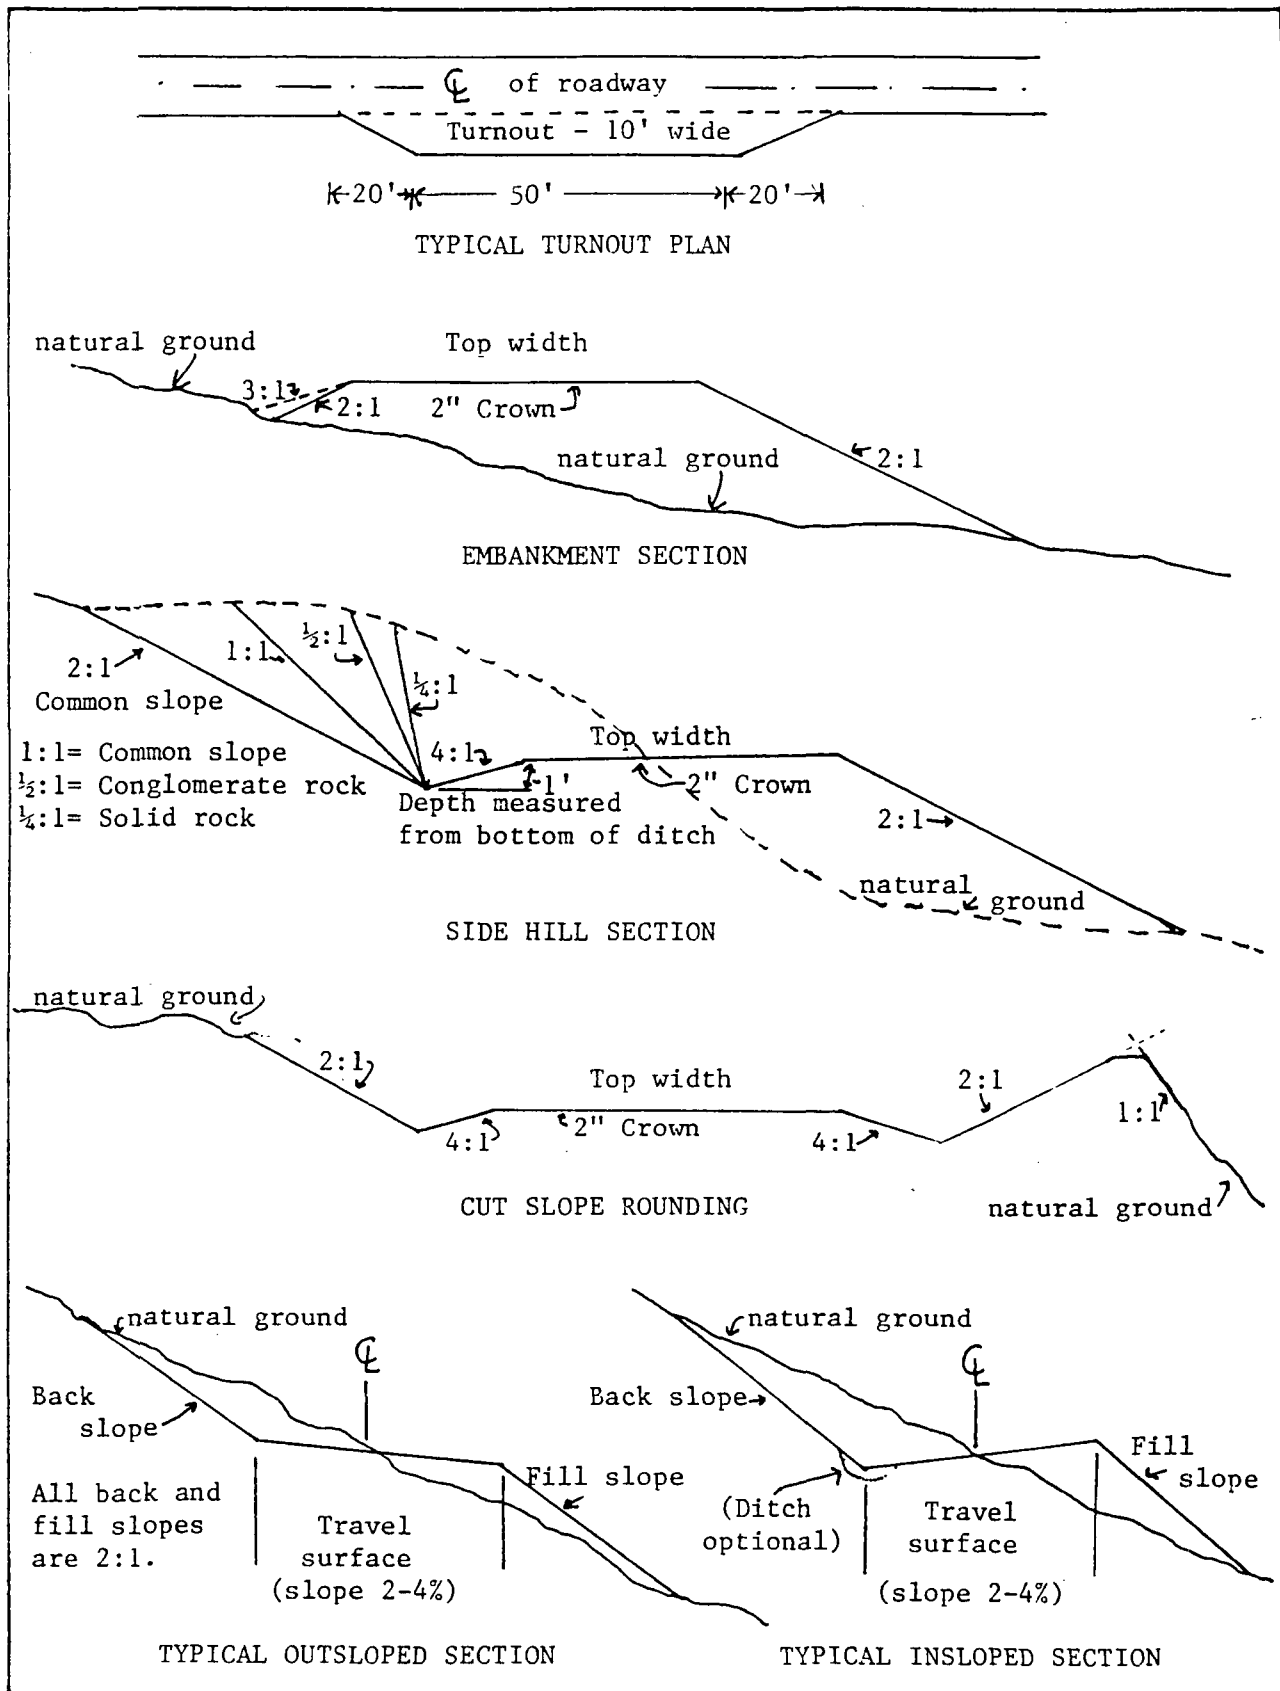 ℄ of roadway
Turnout - 10' wide
20' 50' 20'
TYPICAL TURNOUT PLAN
natural ground
Top width
3:1
2:1
2" Crown
natural ground
2:1
EMBANKMENT SECTION
2:1
Common slope
1:1
½:1
¼:1
1:1= Common slope
½:1= Conglomerate rock
¼:1= Solid rock
4:1
Top width
1'
2" Crown
Depth measured
from bottom of ditch
2:1
natural
ground
SIDE HILL SECTION
natural ground
2:1
Top width
2:1
4:1
2" Crown
4:1
1:1
CUT SLOPE ROUNDING
natural ground
natural ground
℄
Back
slope
Fill slope
All back and
fill slopes
are 2:1.
Travel
surface
(slope 2-4%)
TYPICAL OUTSLOPED SECTION
natural ground
℄
Back slope
Fill
slope
(Ditch
optional)
Travel
surface
(slope 2-4%)
TYPICAL INSLOPED SECTION